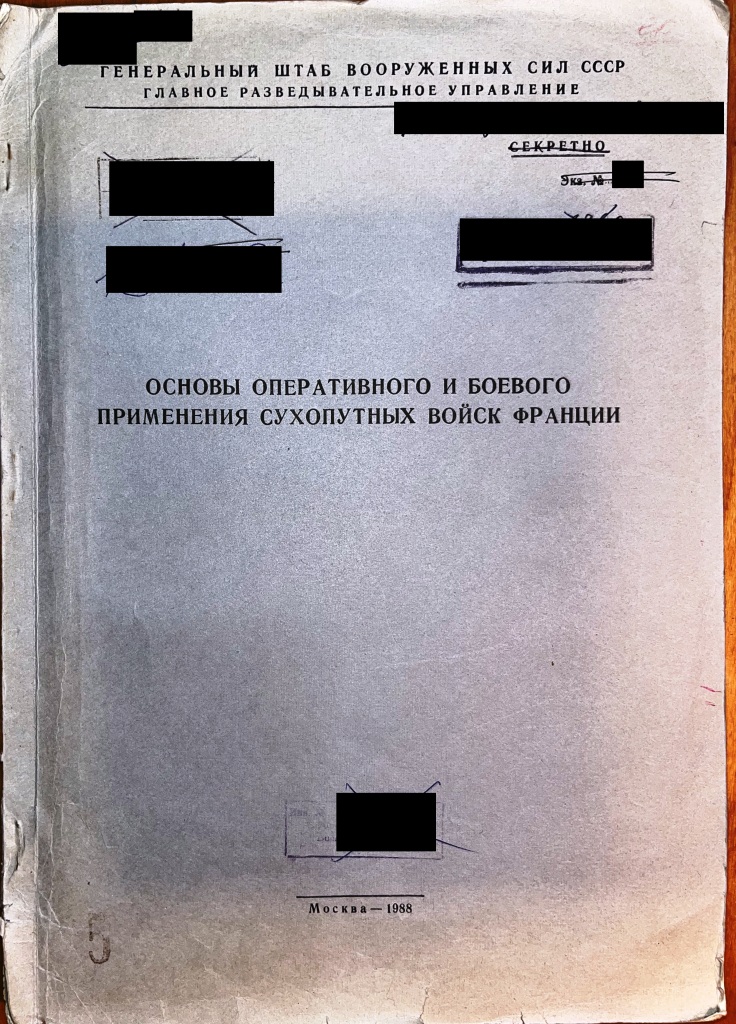 ГЕНЕРАЛЬНЫЙ ШТАБ ВООРУЖЕННЫХ СИЛ СССР
ГЛАВНОЕ РАЗВЕДЫВАТЕЛЬНОЕ УПРАВЛЕНИЕ
СЕКРЕТНО
Экз. №
ОСНОВЫ ОПЕРАТИВНОГО И БОЕВОГО
ПРИМЕНЕНИЯ СУХОПУТНЫХ ВОЙСК ФРАНЦИИ
Москва — 1988
5